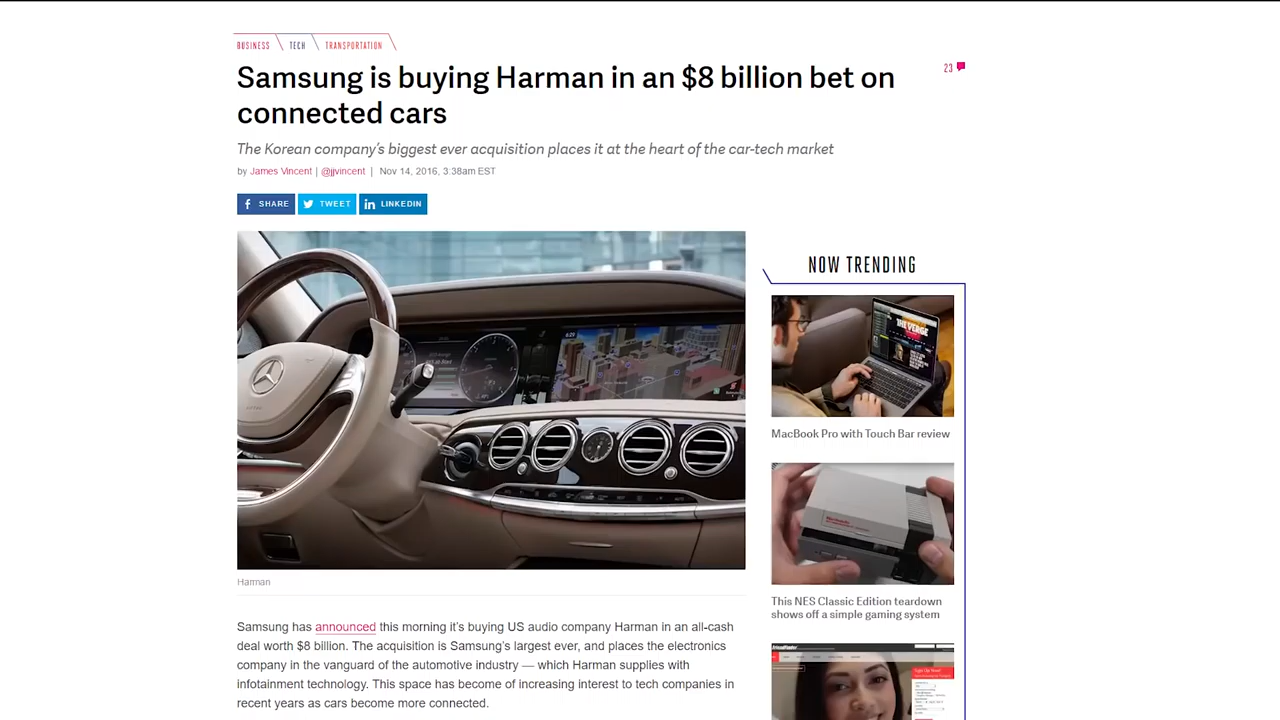 BUSINESS TECH TRANSPORTATION
Samsung is buying Harman in an $8 billion bet on
connected cars
23
The Korean company's biggest ever acquisition places it at the heart of the car-tech market
by James Vincent | @jjvincent | Nov 14, 2016, 3:38am EST
SHARE TWEET LINKEDIN
NOW TRENDING
THE VERGE
MacBook Pro with Touch Bar review
Harman
This NES Classic Edition teardown
shows off a simple gaming system
Samsung has announced this morning it's buying US audio company Harman in an all-cash
deal worth $8 billion. The acquisition is Samsung's largest ever, and places the electronics
company in the vanguard of the automotive industry — which Harman supplies with
technology. This space has of increasing interest to tech companies in
recent years as cars become more connected.